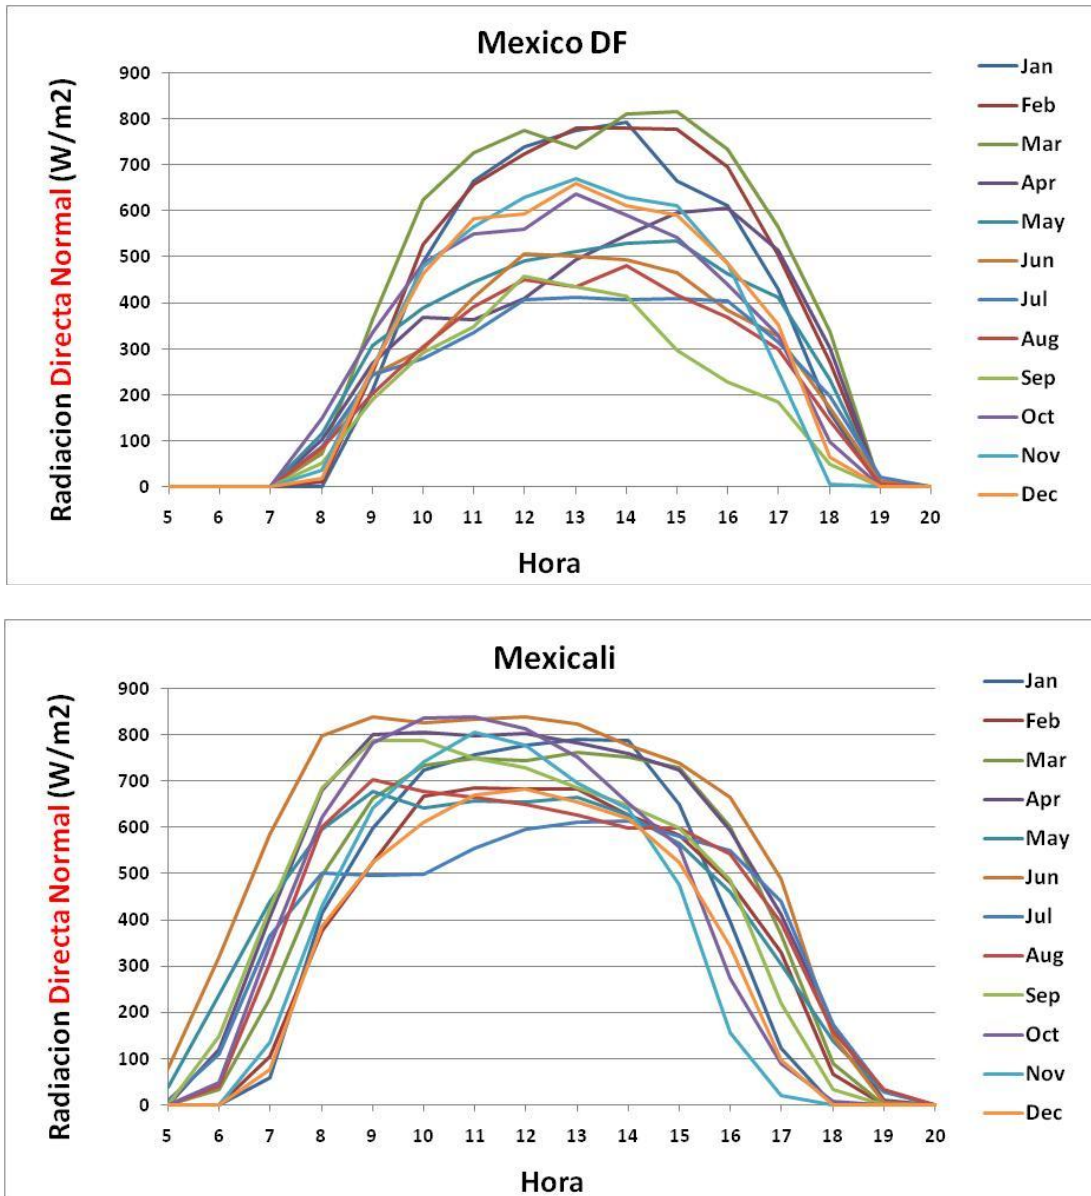 Mexico DF
Radiacion Directa Normal (W/m2)
900
800
700
600
500
400
300
200
100
0
5 6 7 8 9 10 11 12 13 14 15 16 17 18 19 20
Hora
Jan
Feb
Mar
Apr
May
Jun
Jul
Aug
Sep
Oct
Nov
Dec
Mexicali
Radiacion Directa Normal (W/m2)
900
800
700
600
500
400
300
200
100
0
5 6 7 8 9 10 11 12 13 14 15 16 17 18 19 20
Hora
Jan
Feb
Mar
Apr
May
Jun
Jul
Aug
Sep
Oct
Nov
Dec